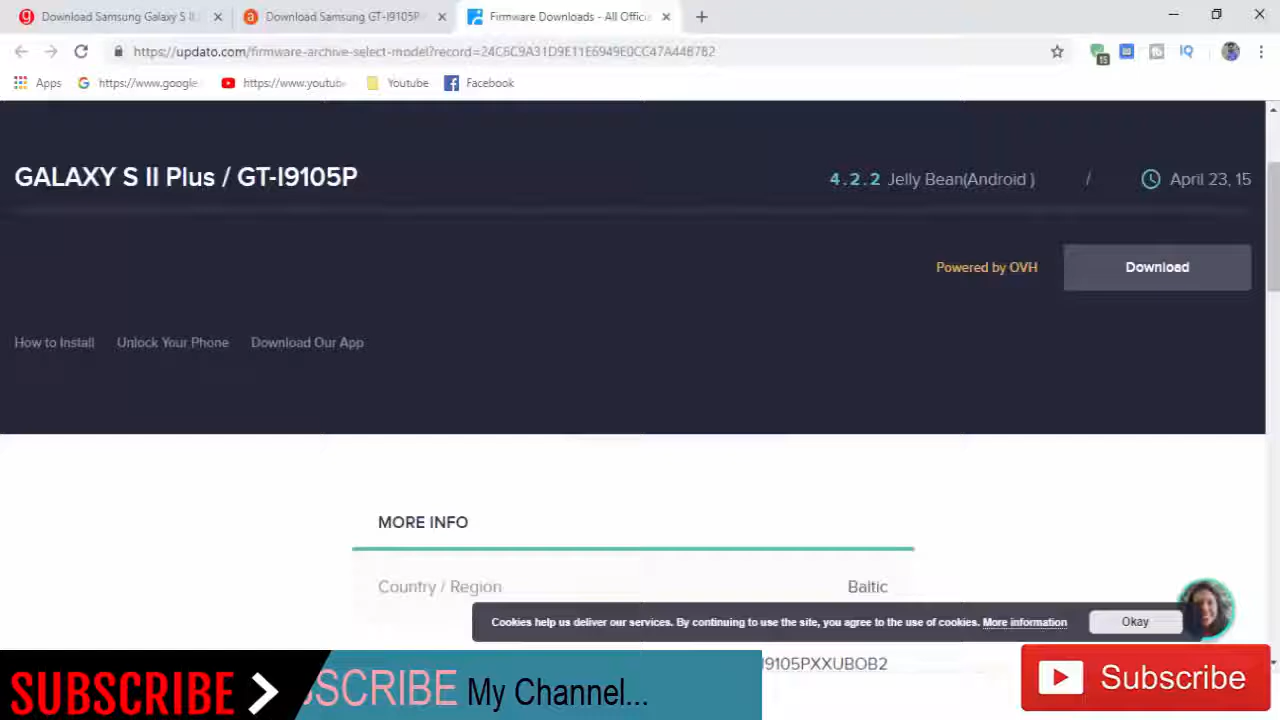 Download Samsung Galaxy S II
Download Samsung GT-I9105P
Firmware Downloads - All Offici
https://updato.com/firmware-archive-select-model?record=24C6C9A31D9E11E6949E0CC47A44B782
15
Apps
https://www.google
https://www.youtube
Youtube
Facebook
GALAXY S II Plus / GT-I9105P
4.2.2 Jelly Bean(Android ) / April 23, 15
Powered by OVH
Download
How to Install
Unlock Your Phone
Download Our App
MORE INFO
Country / Region
Baltic
Cookies help us deliver our services. By continuing to use the site, you agree to the use of cookies. More information
Okay
I9105PXXUBOB2
SUBSCRIBE
SCRIBE My Channel...
Subscribe